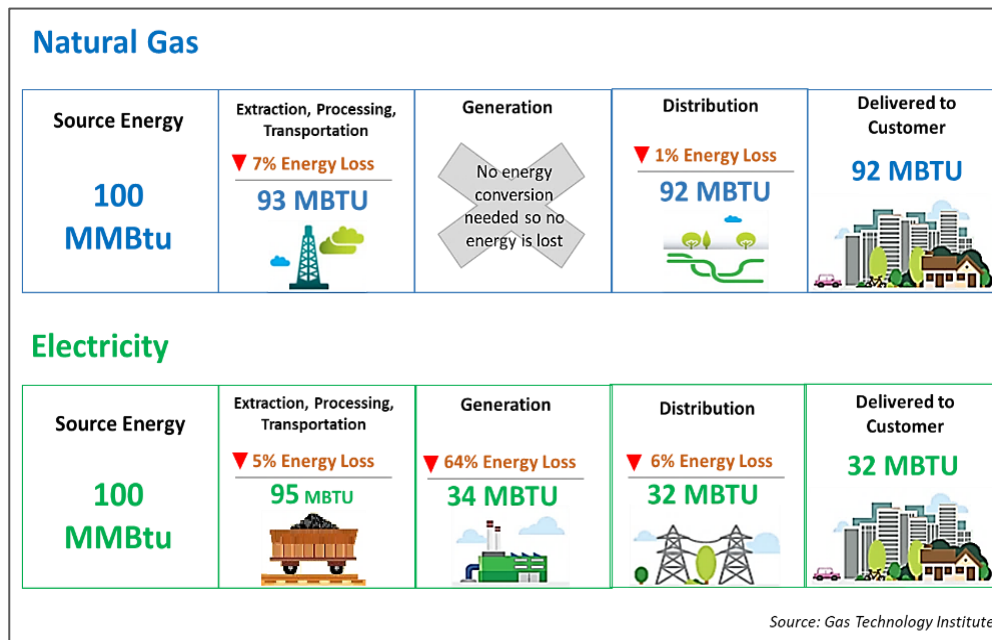 Natural Gas
Source Energy
100
MMBtu
Extraction, Processing,
Transportation
7% Energy Loss
93 MBTU
Generation
No energy
conversion
needed so no
energy is lost
Distribution
1% Energy Loss
92 MBTU
Delivered to
Customer
92 MBTU
Electricity
Source Energy
100
MMBtu
Extraction, Processing,
Transportation
5% Energy Loss
95 MBTU
Generation
64% Energy Loss
34 MBTU
Distribution
6% Energy Loss
32 MBTU
Delivered to
Customer
32 MBTU
Source: Gas Technology Institute